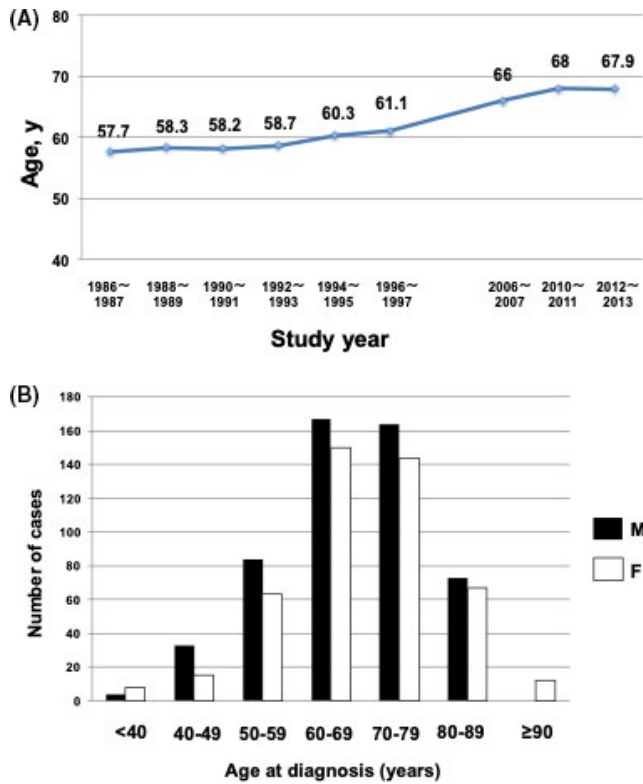 (A)
80
70
60
50
40
Age, y
57.7
58.3
58.2
58.7
60.3
61.1
66
68
67.9
1986~ 1988~ 1990~ 1992~ 1994~ 1996~ 2006~ 2010~ 2012~
1987 1989 1991 1993 1995 1997 2007 2011 2013
Study year
(B)
180
160
140
120
100
80
60
40
20
0
Number of cases
M
F
<40 40-49 50-59 60-69 70-79 80-89 ≥90
Age at diagnosis (years)